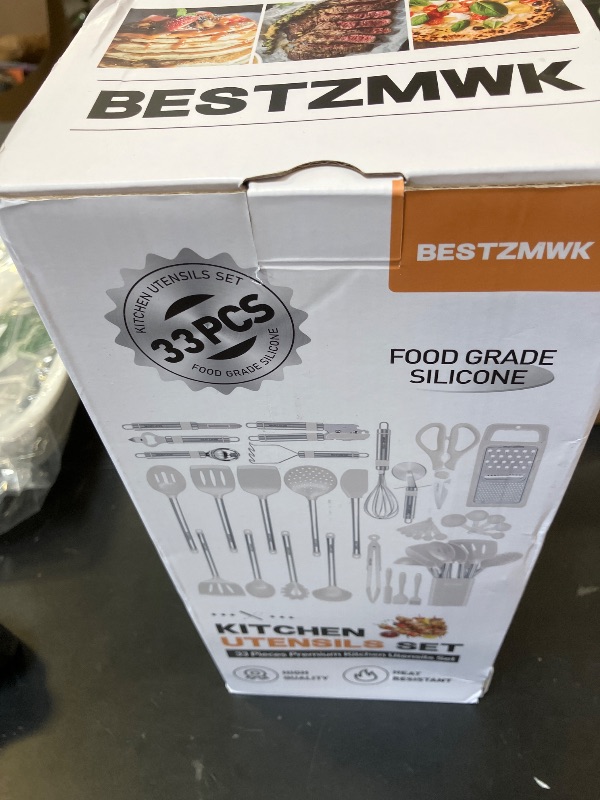 BESTZMWK
BESTZMWK
KITCHEN UTENSILS SET
33PCS
FOOD GRADE SILICONE
FOOD GRADE
SILICONE
KITCHEN
UTENSILS SET
33 Pieces Premium Kitchen Utensils Set
HIGH
QUALITY
HEAT
RESISTANT